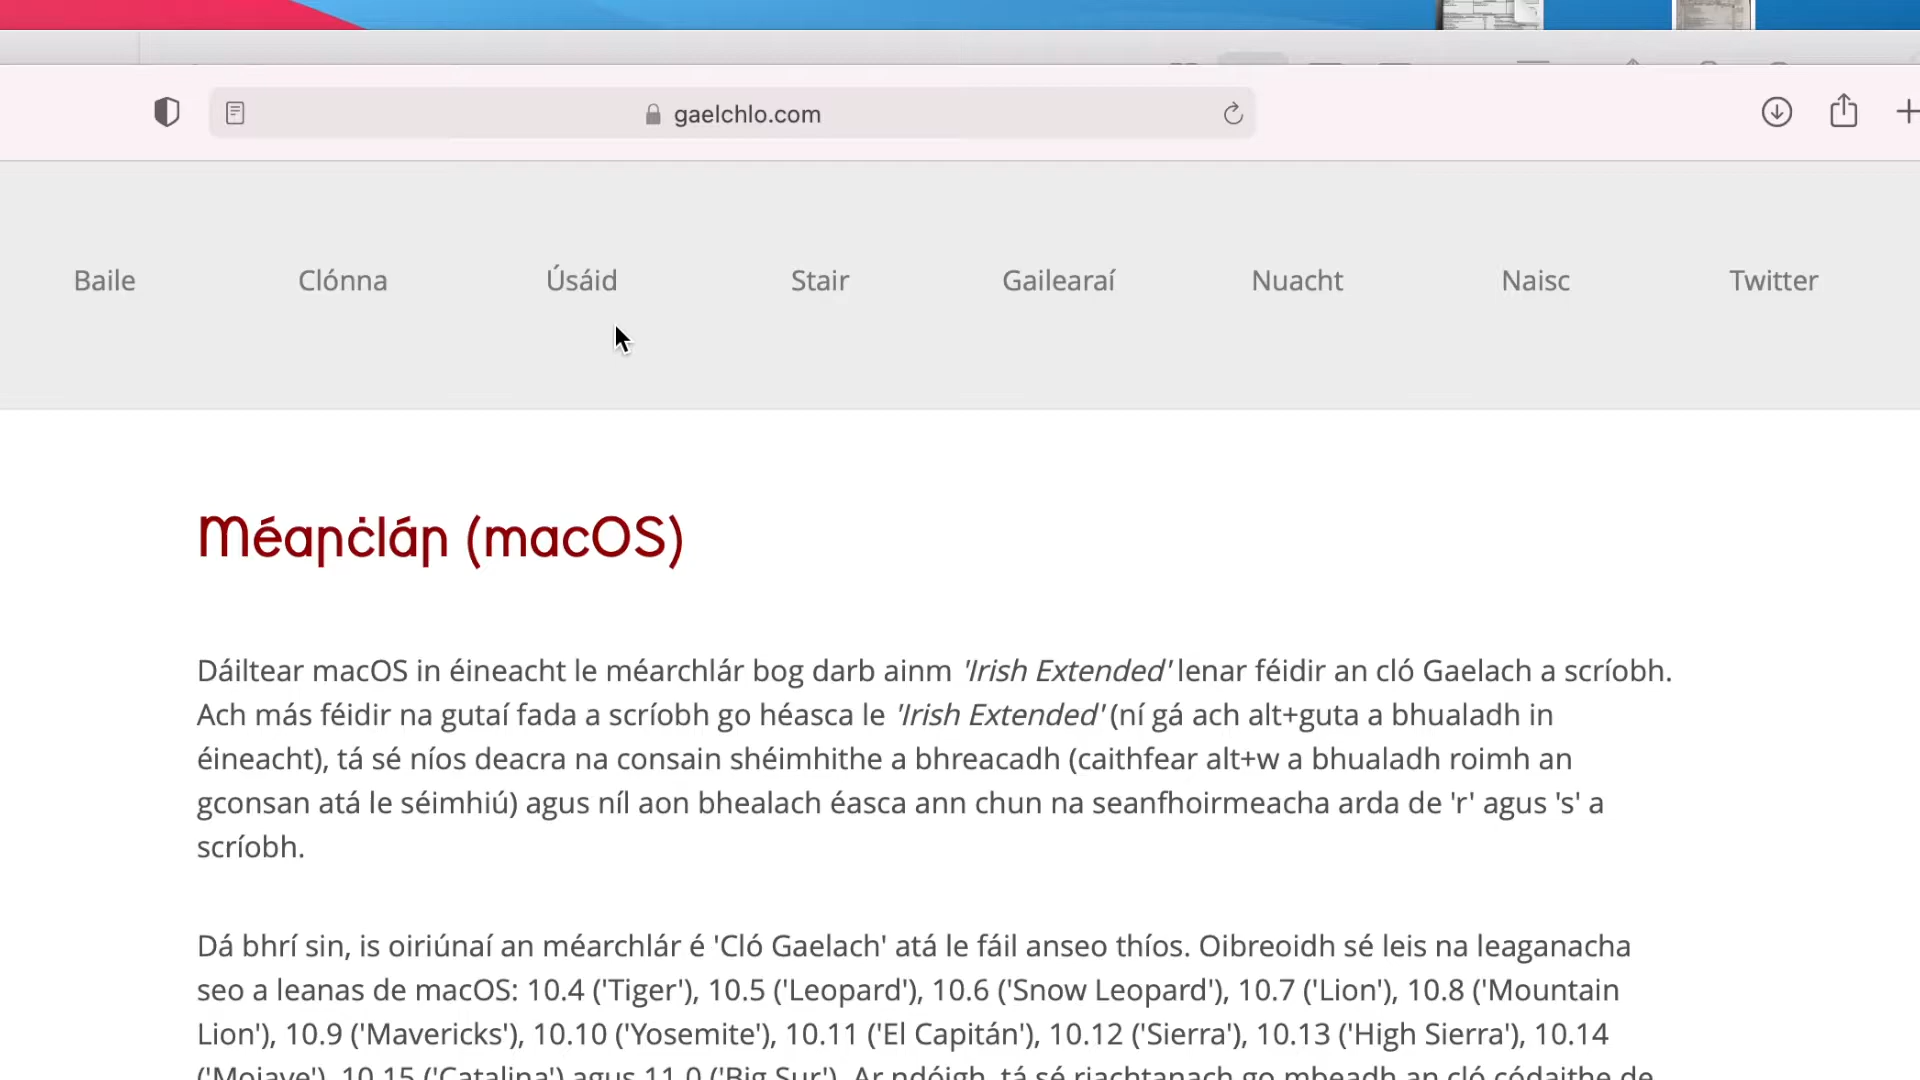 gaelchlo.com
Baile Clónna Úsáid Stair Gailearaí Nuacht Naisc Twitter
Méarċlár (macOS)
Dáiltear macOS in éineacht le méarchlár bog darb ainm 'Irish Extended' lenar féidir an cló Gaelach a scríobh.
Ach más féidir na gutaí fada a scríobh go héasca le 'Irish Extended' (ní gá ach alt+guta a bhualadh in
éineacht), tá sé níos deacra na consain shéimhithe a bhreacadh (caithfear alt+w a bhualadh roimh an
gconsan atá le séimhiú) agus níl aon bhealach éasca ann chun na seanfhoirmeacha arda de 'r' agus 's' a
scríobh.
Dá bhrí sin, is oiriúnaí an méarchlár é 'Cló Gaelach' atá le fáil anseo thíos. Oibreoidh sé leis na leaganacha
seo a leanas de macOS: 10.4 ('Tiger'), 10.5 ('Leopard'), 10.6 ('Snow Leopard'), 10.7 ('Lion'), 10.8 ('Mountain
Lion'), 10.9 ('Mavericks'), 10.10 ('Yosemite'), 10.11 ('El Capitán'), 10.12 ('Sierra'), 10.13 ('High Sierra'), 10.14
('Mojave'), 10.15 ('Catalina') agus 11.0 ('Big Sur'). Ar ndóigh, tá sé riachtanach go mbeadh an cló códaithe de